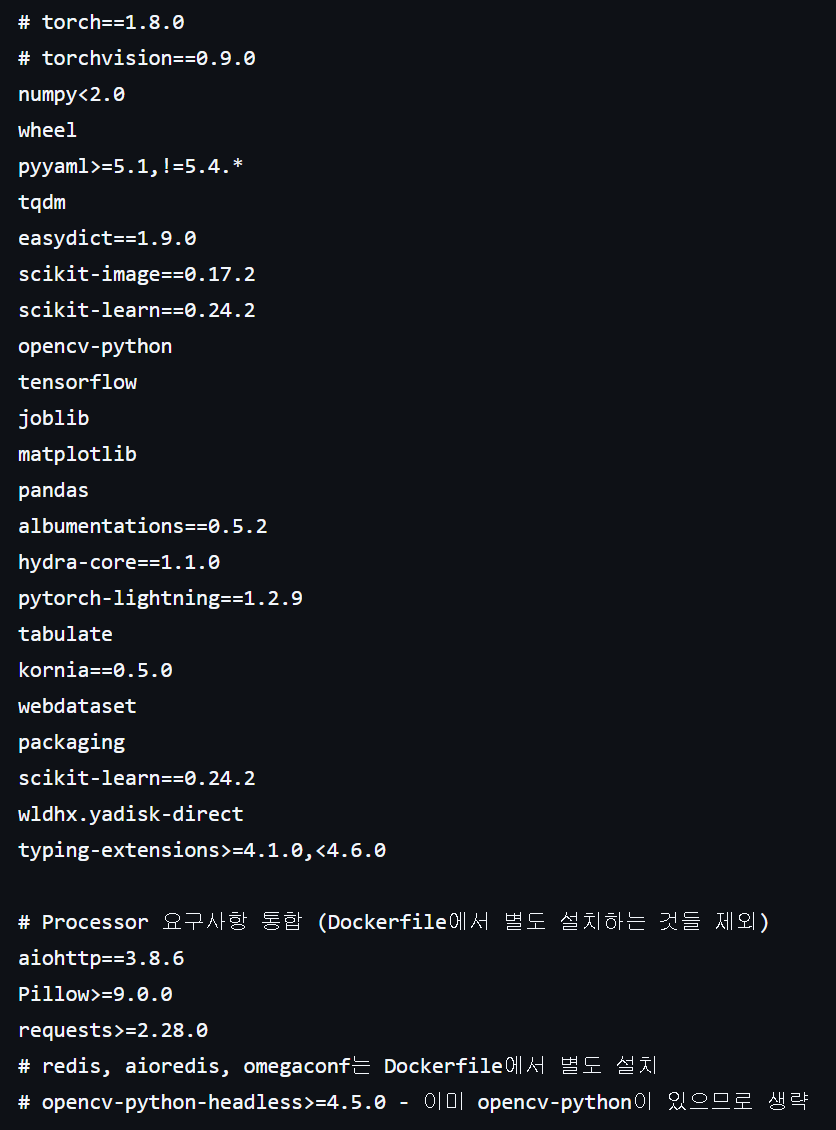 # torch==1.8.0
# torchvision==0.9.0
numpy<2.0
wheel
pyyaml>=5.1,!=5.4.*
tqdm
easydict==1.9.0
scikit-image==0.17.2
scikit-learn==0.24.2
opencv-python
tensorflow
joblib
matplotlib
pandas
albumentations==0.5.2
hydra-core==1.1.0
pytorch-lightning==1.2.9
tabulate
kornia==0.5.0
webdataset
packaging
scikit-learn==0.24.2
wldhx.yadisk-direct
typing-extensions>=4.1.0,<4.6.0

# Processor 요구사항 통합 (Dockerfile에서 별도 설치하는 것들 제외)
aiohttp==3.8.6
Pillow>=9.0.0
requests>=2.28.0
# redis, aioredis, omegaconf는 Dockerfile에서 별도 설치
# opencv-python-headless>=4.5.0 - 이미 opencv-python이 있으므로 생략